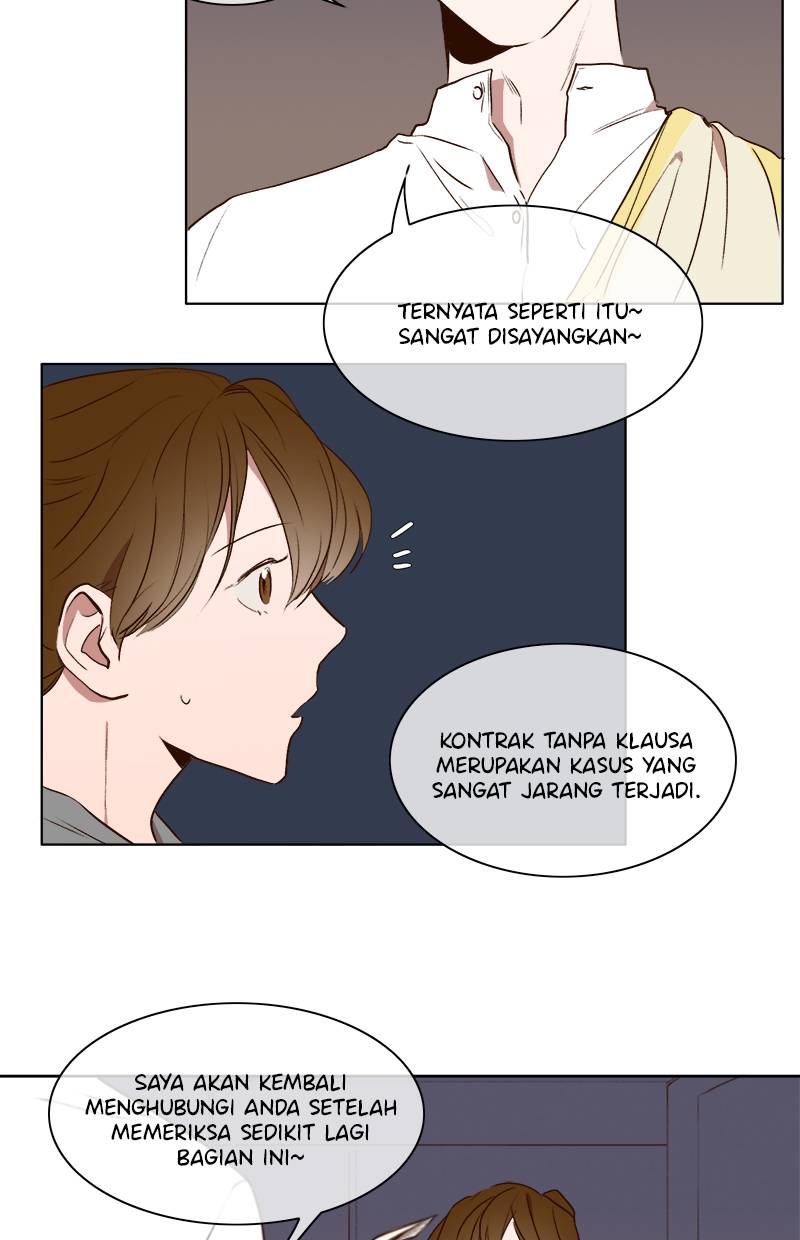 TERNYATA SEPERTI ITU~
SANGAT DISAYANGKAN~
KONTRAK TANPA KLAUSA
MERUPAKAN KASUS YANG
SANGAT JARANG TERJADI.
SAYA AKAN KEMBALI
MENGHUBUNGI ANDA SETELAH
MEMERIKSA SEDIKIT LAGI
BAGIAN INI~